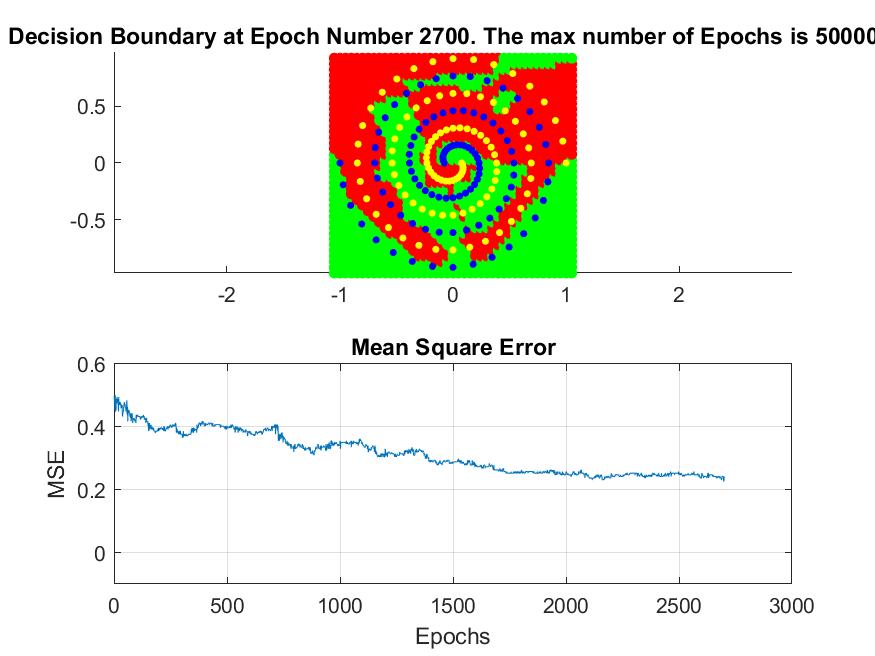 Decision Boundary at Epoch Number 2700. The max number of Epochs is 50000
0.5
0
-0.5
-2 -1 0 1 2
Mean Square Error
0.6
0.4
0.2
0
MSE
0 500 1000 1500 2000 2500 3000
Epochs